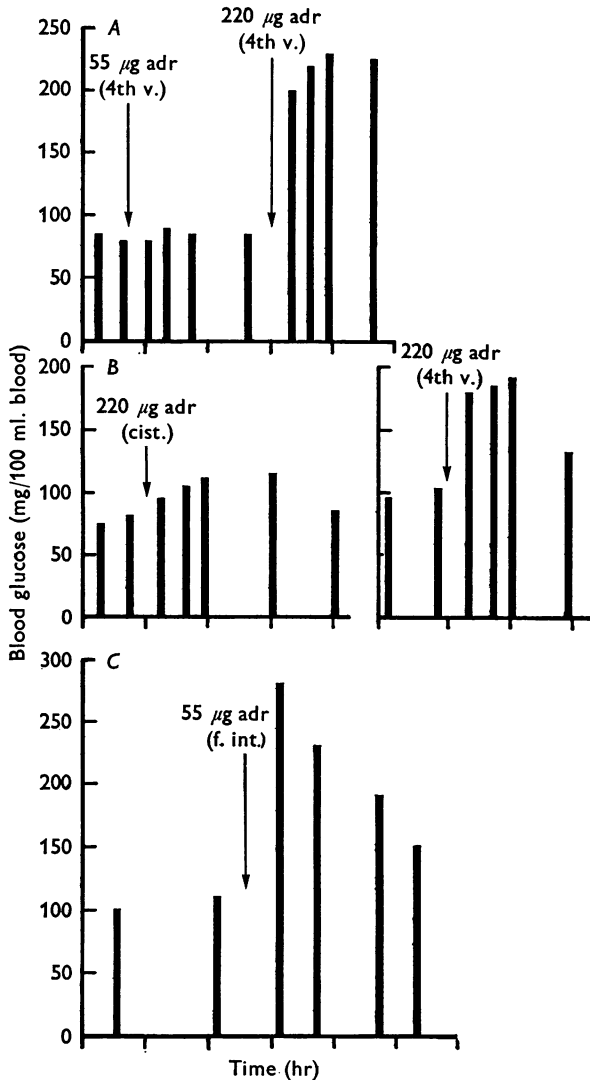 A
220 μg adr
(4th v.)
55 μg adr
(4th v.)
250
200
150
100
50
0
B
220 μg adr
(cist.)
220 μg adr
(4th v.)
200
150
100
50
0
Blood glucose (mg/100 ml. blood)
C
55 μg adr
(f. int.)
300
250
200
150
100
50
0
Time (hr)